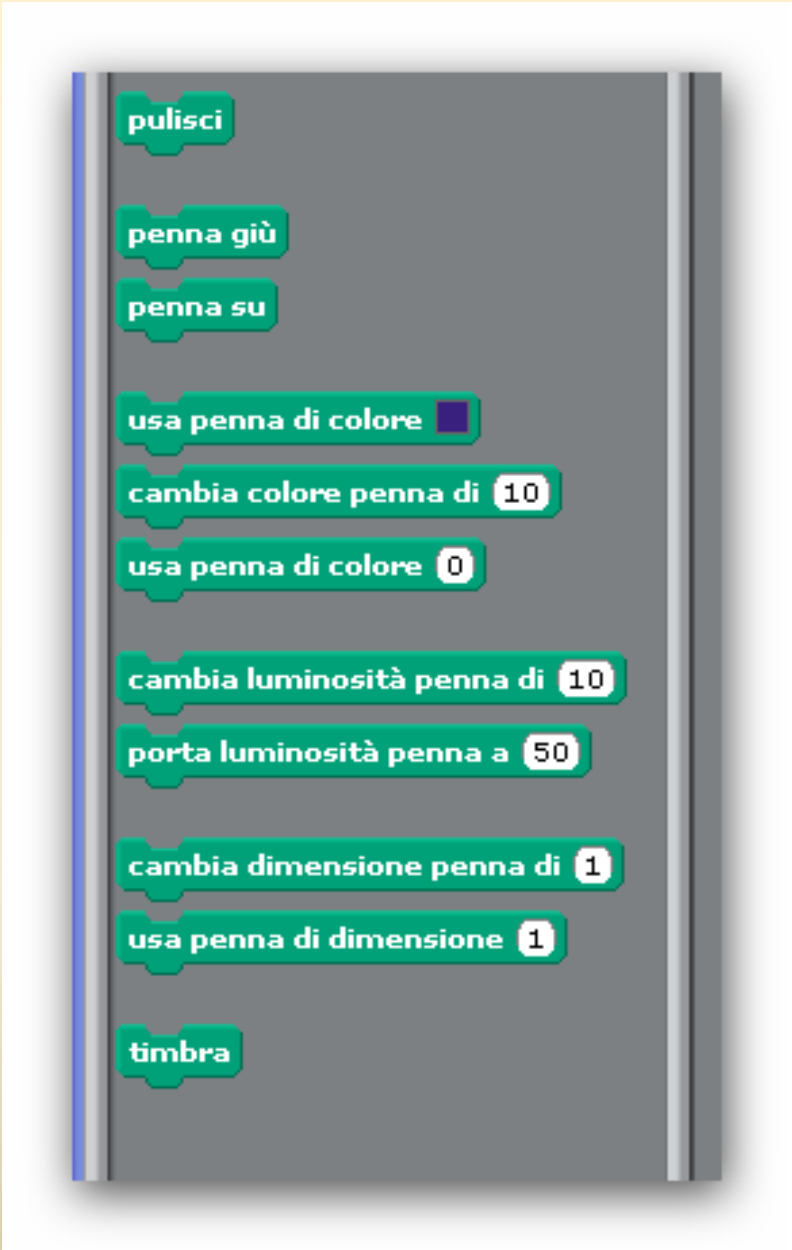 pulisci
penna giù
penna su
usa penna di colore
cambia colore penna di 10
usa penna di colore 0
cambia luminosità penna di 10
porta luminosità penna a 50
cambia dimensione penna di 1
usa penna di dimensione 1
timbra